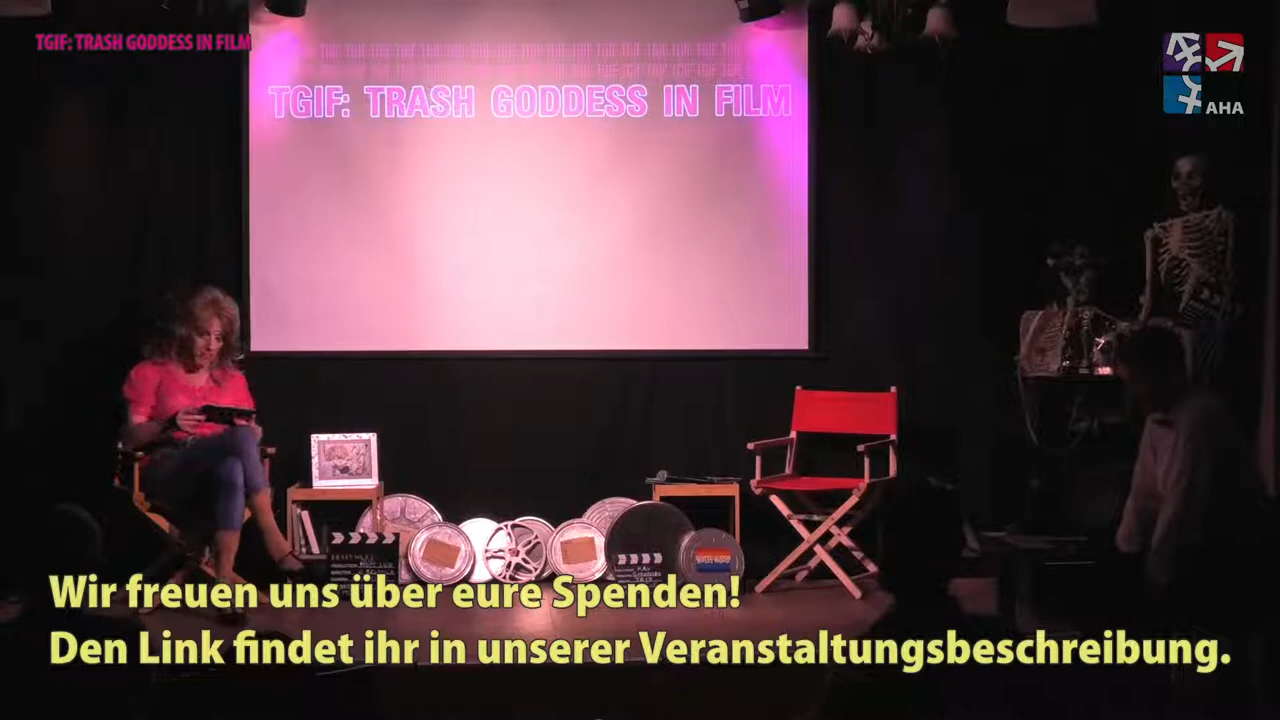 TGIF: TRASH GODDESS IN FILM
TGIF: TRASH GODDESS IN FILM
AHA
Wir freuen uns über eure Spenden!
Den Link findet ihr in unserer Veranstaltungsbeschreibung.